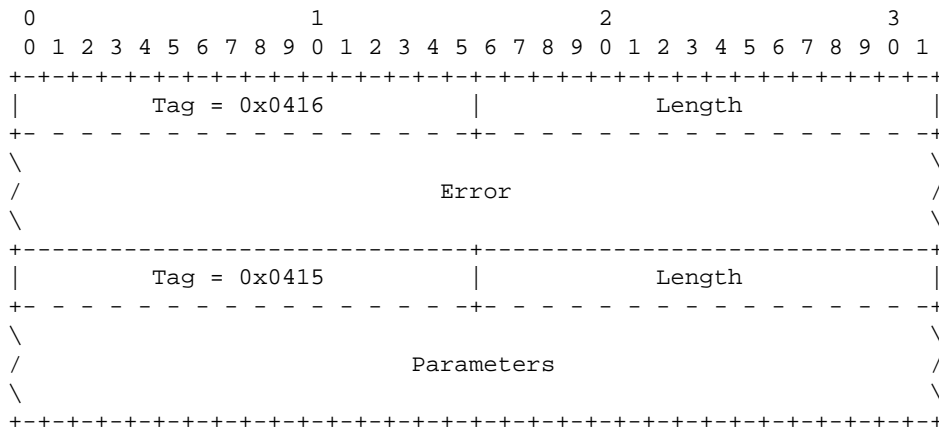 0                   1                   2                   3
 0 1 2 3 4 5 6 7 8 9 0 1 2 3 4 5 6 7 8 9 0 1 2 3 4 5 6 7 8 9 0 1
+-+-+-+-+-+-+-+-+-+-+-+-+-+-+-+-+-+-+-+-+-+-+-+-+-+-+-+-+-+-+-+-+
|         Tag = 0x0416          |            Length             |
+- - - - - - - - - - - - - - - -+- - - - - - - - - - - - - - - -+
\                                                               \
/                             Error                             /
\                                                               \
+-------------------------------+-------------------------------+
|         Tag = 0x0415          |            Length             |
+- - - - - - - - - - - - - - - -+- - - - - - - - - - - - - - - -+
\                                                               \
/                           Parameters                          /
\                                                               \
+-+-+-+-+-+-+-+-+-+-+-+-+-+-+-+-+-+-+-+-+-+-+-+-+-+-+-+-+-+-+-+-+